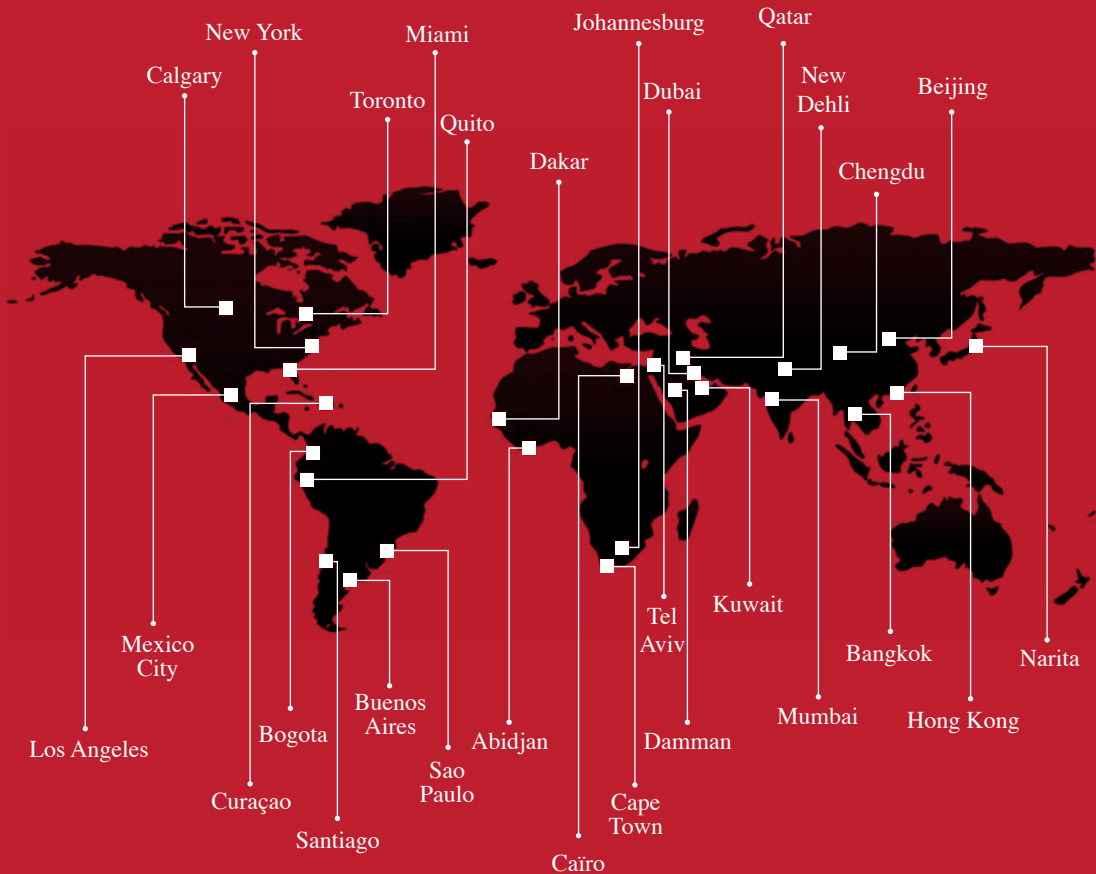 Johannesburg
Qatar
New York
Miami
Calgary
New
Dehli
Toronto
Dubai
Beijing
Quito
Dakar
Chengdu
Tel
Aviv
Kuwait
Mexico
City
Bangkok
Narita
Buenos
Aires
Mumbai
Hong Kong
Los Angeles
Bogota
Abidjan
Damman
Sao
Paulo
Curaçao
Cape
Town
Santiago
Caïro